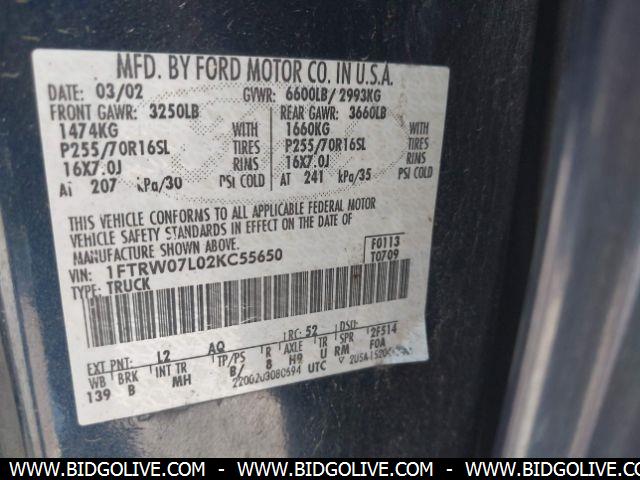 MFD. BY FORD MOTOR CO. IN U.S.A.
DATE: 03/02 GVWR: 6600LB/ 2993KG
FRONT GAWR: 3250LB REAR GAWR: 3660LB
1474KG WITH 1660KG WITH
P255/70R16SL TIRES P255/70R16SL TIRES
16X7.0J RINS 16X7.0J RINS
Ai 207 kPa/30 PSI COLD AT 241 kPa/35 PSI COLD
THIS VEHICLE CONFORMS TO ALL APPLICABLE FEDERAL MOTOR
VEHICLE SAFETY STANDARDS IN EFFECT ON THE DATE OF
MANUFACTURE SHOWN ABOVE
VIN: 1FTRW07L02KC55650 F0113
TYPE: TRUCK T0709
EXT PNT: L2 AQ RC: 52 DSO: 2F514
WB BRK INT TR TP/PS R AXLE TR SPR F0A
139 B MH B/ 8 H9 U RM
UTC
WWW.BIDGOLIVE.COM - WWW.BIDGOLIVE.COM - WWW.BIDGOLIVE.COM